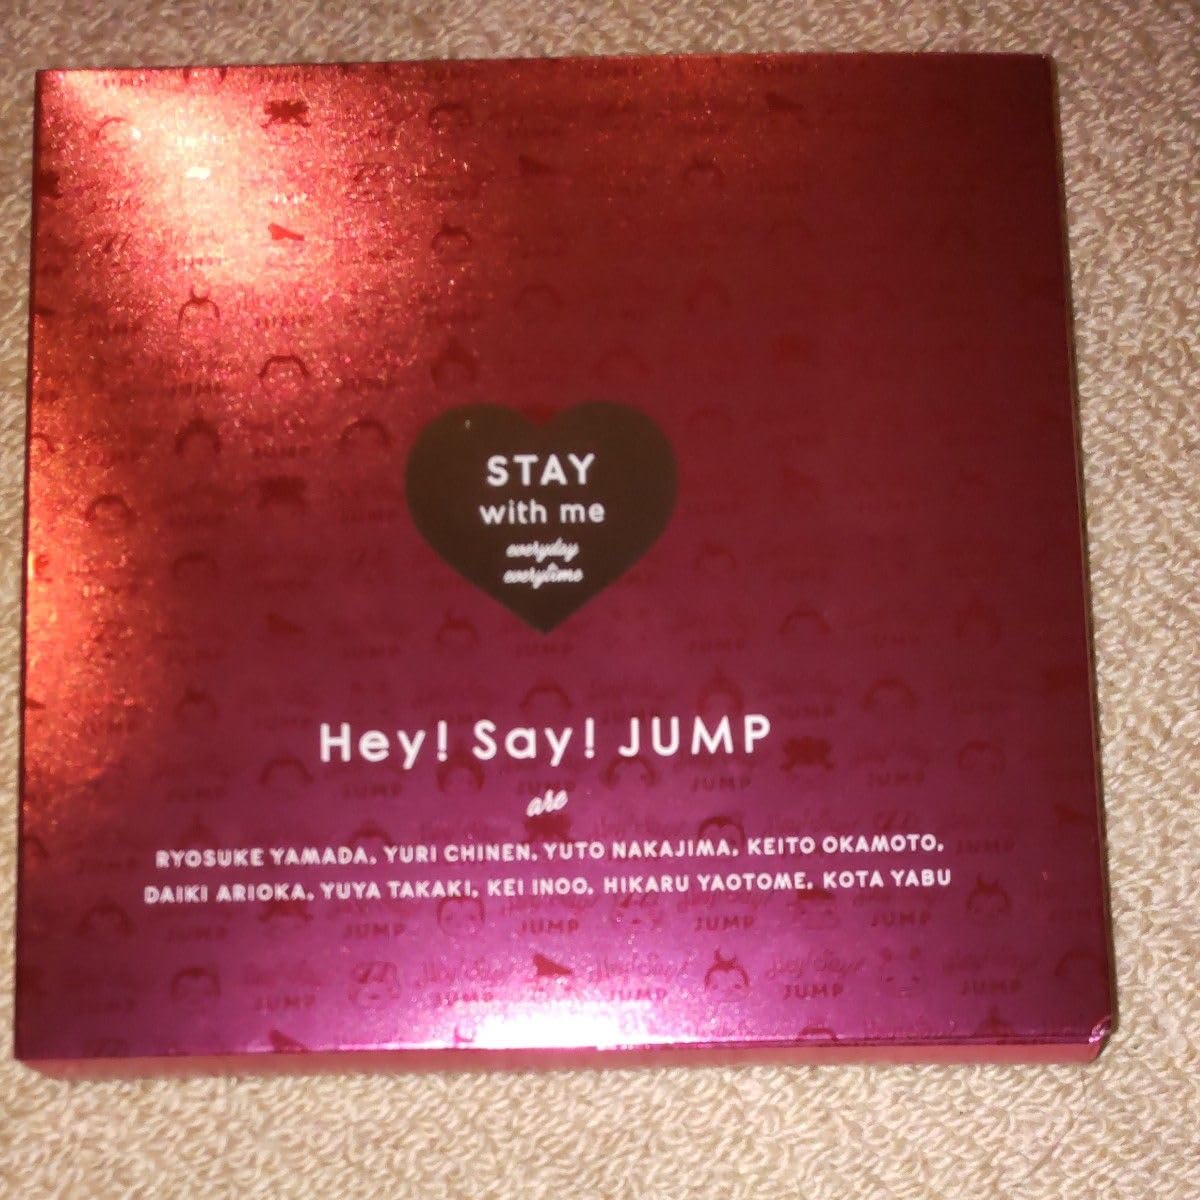 STAY
with me
everyday
everytime
Hey! Say! JUMP
are
RYOSUKE YAMADA, YURI CHINEN, YUTO NAKAJIMA, KEITO OKAMOTO,
DAIKI ARIOKA, YUYA TAKAKI, KEI INOO, HIKARU YAOTOME, KOTA YABU